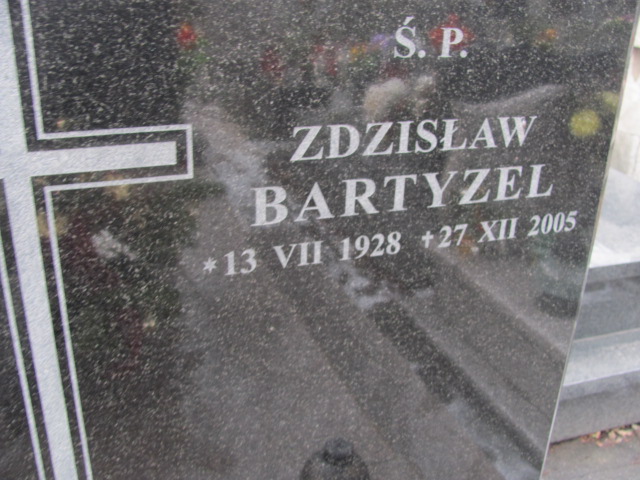 Ś. P.
ZDZISŁAW
BARTYZEL
*13 VII 1928 +27 XII 2005